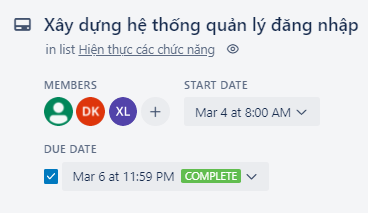 Xây dựng hệ thống quản lý đăng nhập
in list Hiện thực các chức năng
MEMBERS
START DATE
DK
XL
Mar 4 at 8:00 AM
DUE DATE
Mar 6 at 11:59 PM COMPLETE